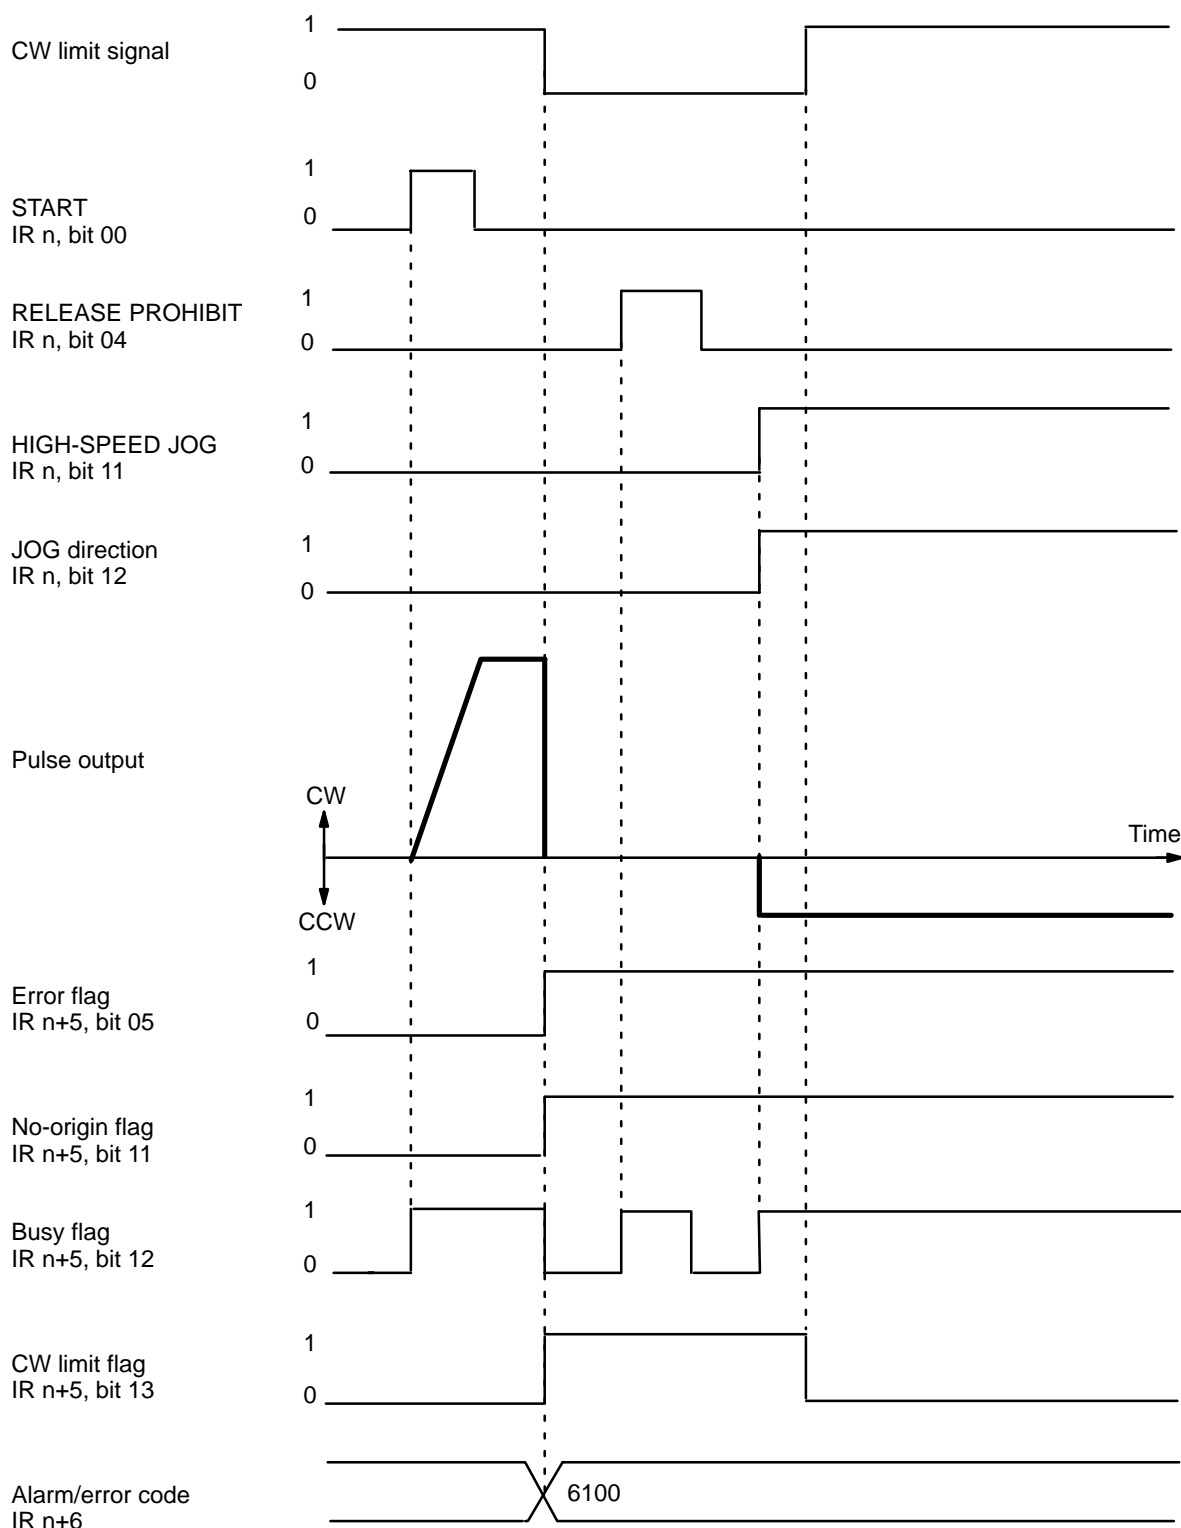 1
CW limit signal
0
1
START
0
IR n, bit 00
1
RELEASE PROHIBIT
IR n, bit 04
0
1
HIGH-SPEED JOG
IR n, bit 11
0
1
JOG direction
IR n, bit 12
0
Pulse output
CW
Time
CCW
1
Error flag
IR n+5, bit 05
0
1
No-origin flag
IR n+5, bit 11
0
1
Busy flag
IR n+5, bit 12
0
1
CW limit flag
IR n+5, bit 13
0
6100
Alarm/error code
IR n+6